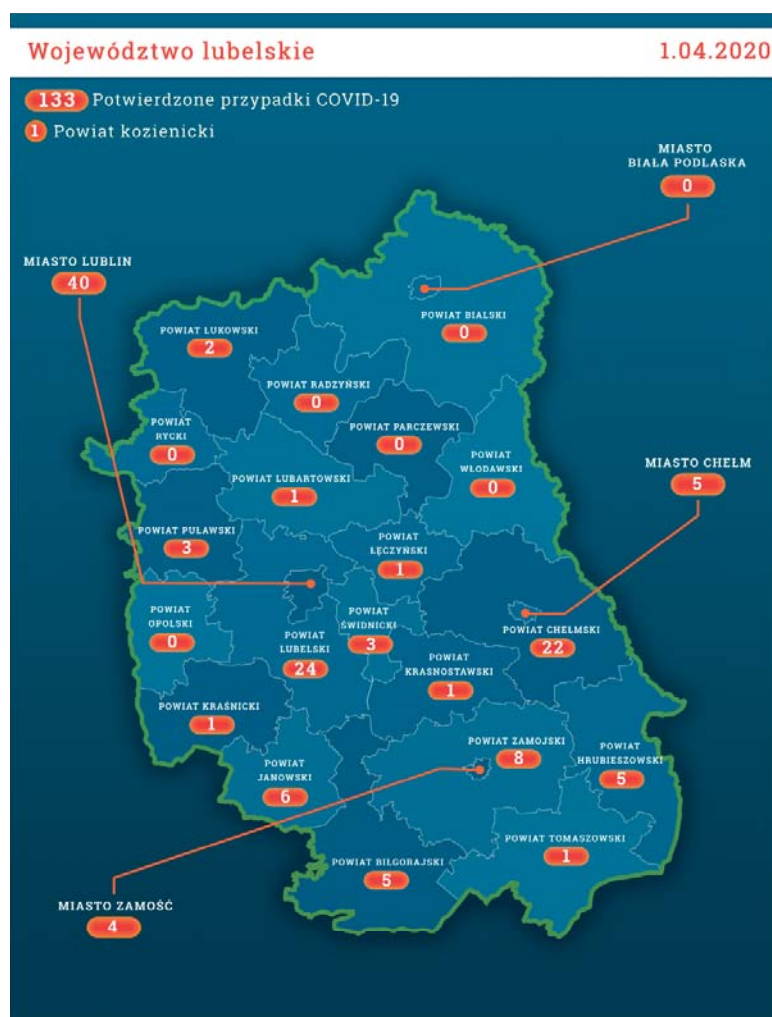 Województwo lubelskie
1.04.2020
133 Potwierdzone przypadki COVID-19
1 Powiat kozienicki
MIASTO
BIAŁA PODLASKA
0
MIASTO LUBLIN
40
POWIAT BIALSKI
0
POWIAT ŁUKOWSKI
2
POWIAT RADZYŃSKI
0
POWIAT PARCZEWSKI
0
POWIAT
RYCKI
0
POWIAT
WŁODAWSKI
0
MIASTO CHEŁM
5
POWIAT LUBARTOWSKI
1
POWIAT PUŁAWSKI
3
POWIAT
ŁĘCZYŃSKI
1
POWIAT
OPOLSKI
0
POWIAT
ŚWIDNICKI
3
POWIAT CHEŁMSKI
22
POWIAT
LUBELSKI
24
POWIAT
KRASNOSTAWSKI
1
POWIAT KRAŚNICKI
1
POWIAT ZAMOJSKI
8
POWIAT
HRUBIESZOWSKI
5
POWIAT
JANOWSKI
6
POWIAT TOMASZOWSKI
1
POWIAT BIŁGORAJSKI
5
MIASTO ZAMOŚĆ
4